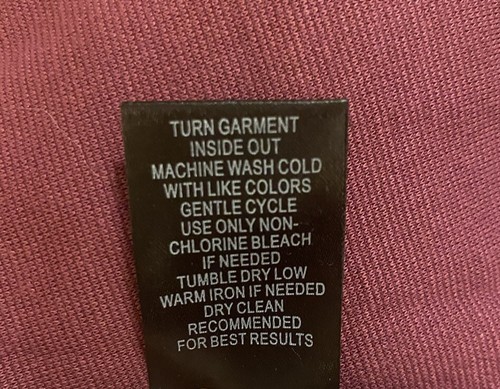 TURN GARMENT
INSIDE OUT
MACHINE WASH COLD
WITH LIKE COLORS
GENTLE CYCLE
USE ONLY NON-
CHLORINE BLEACH
IF NEEDED
TUMBLE DRY LOW
WARM IRON IF NEEDED
DRY CLEAN
RECOMMENDED
FOR BEST RESULTS